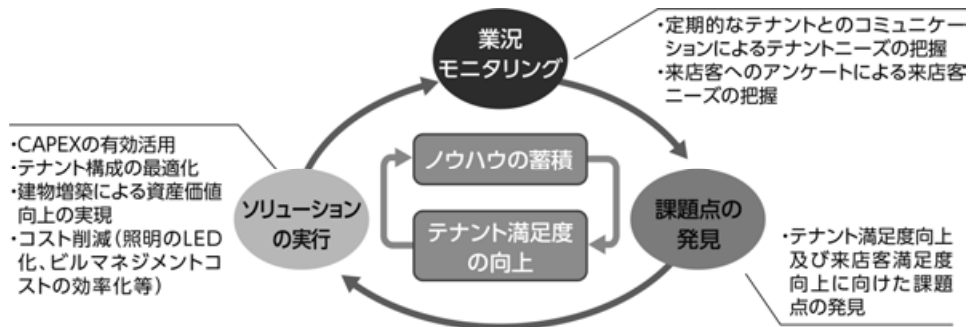 業況
モニタリング
・定期的なテナントとのコミュニケー
ションによるテナントニーズの把握
・来店客へのアンケートによる来店客
ニーズの把握
・CAPEXの有効活用
・テナント構成の最適化
・建物増築による資産価値
向上の実現
・コスト削減（照明のLED
化、ビルマネジメントコ
ストの効率化等）
ソリューション
の実行
ノウハウの蓄積
テナント満足度
の向上
課題点の
発見
・テナント満足度向上
及び来店客満足度
向上に向けた課題
点の発見